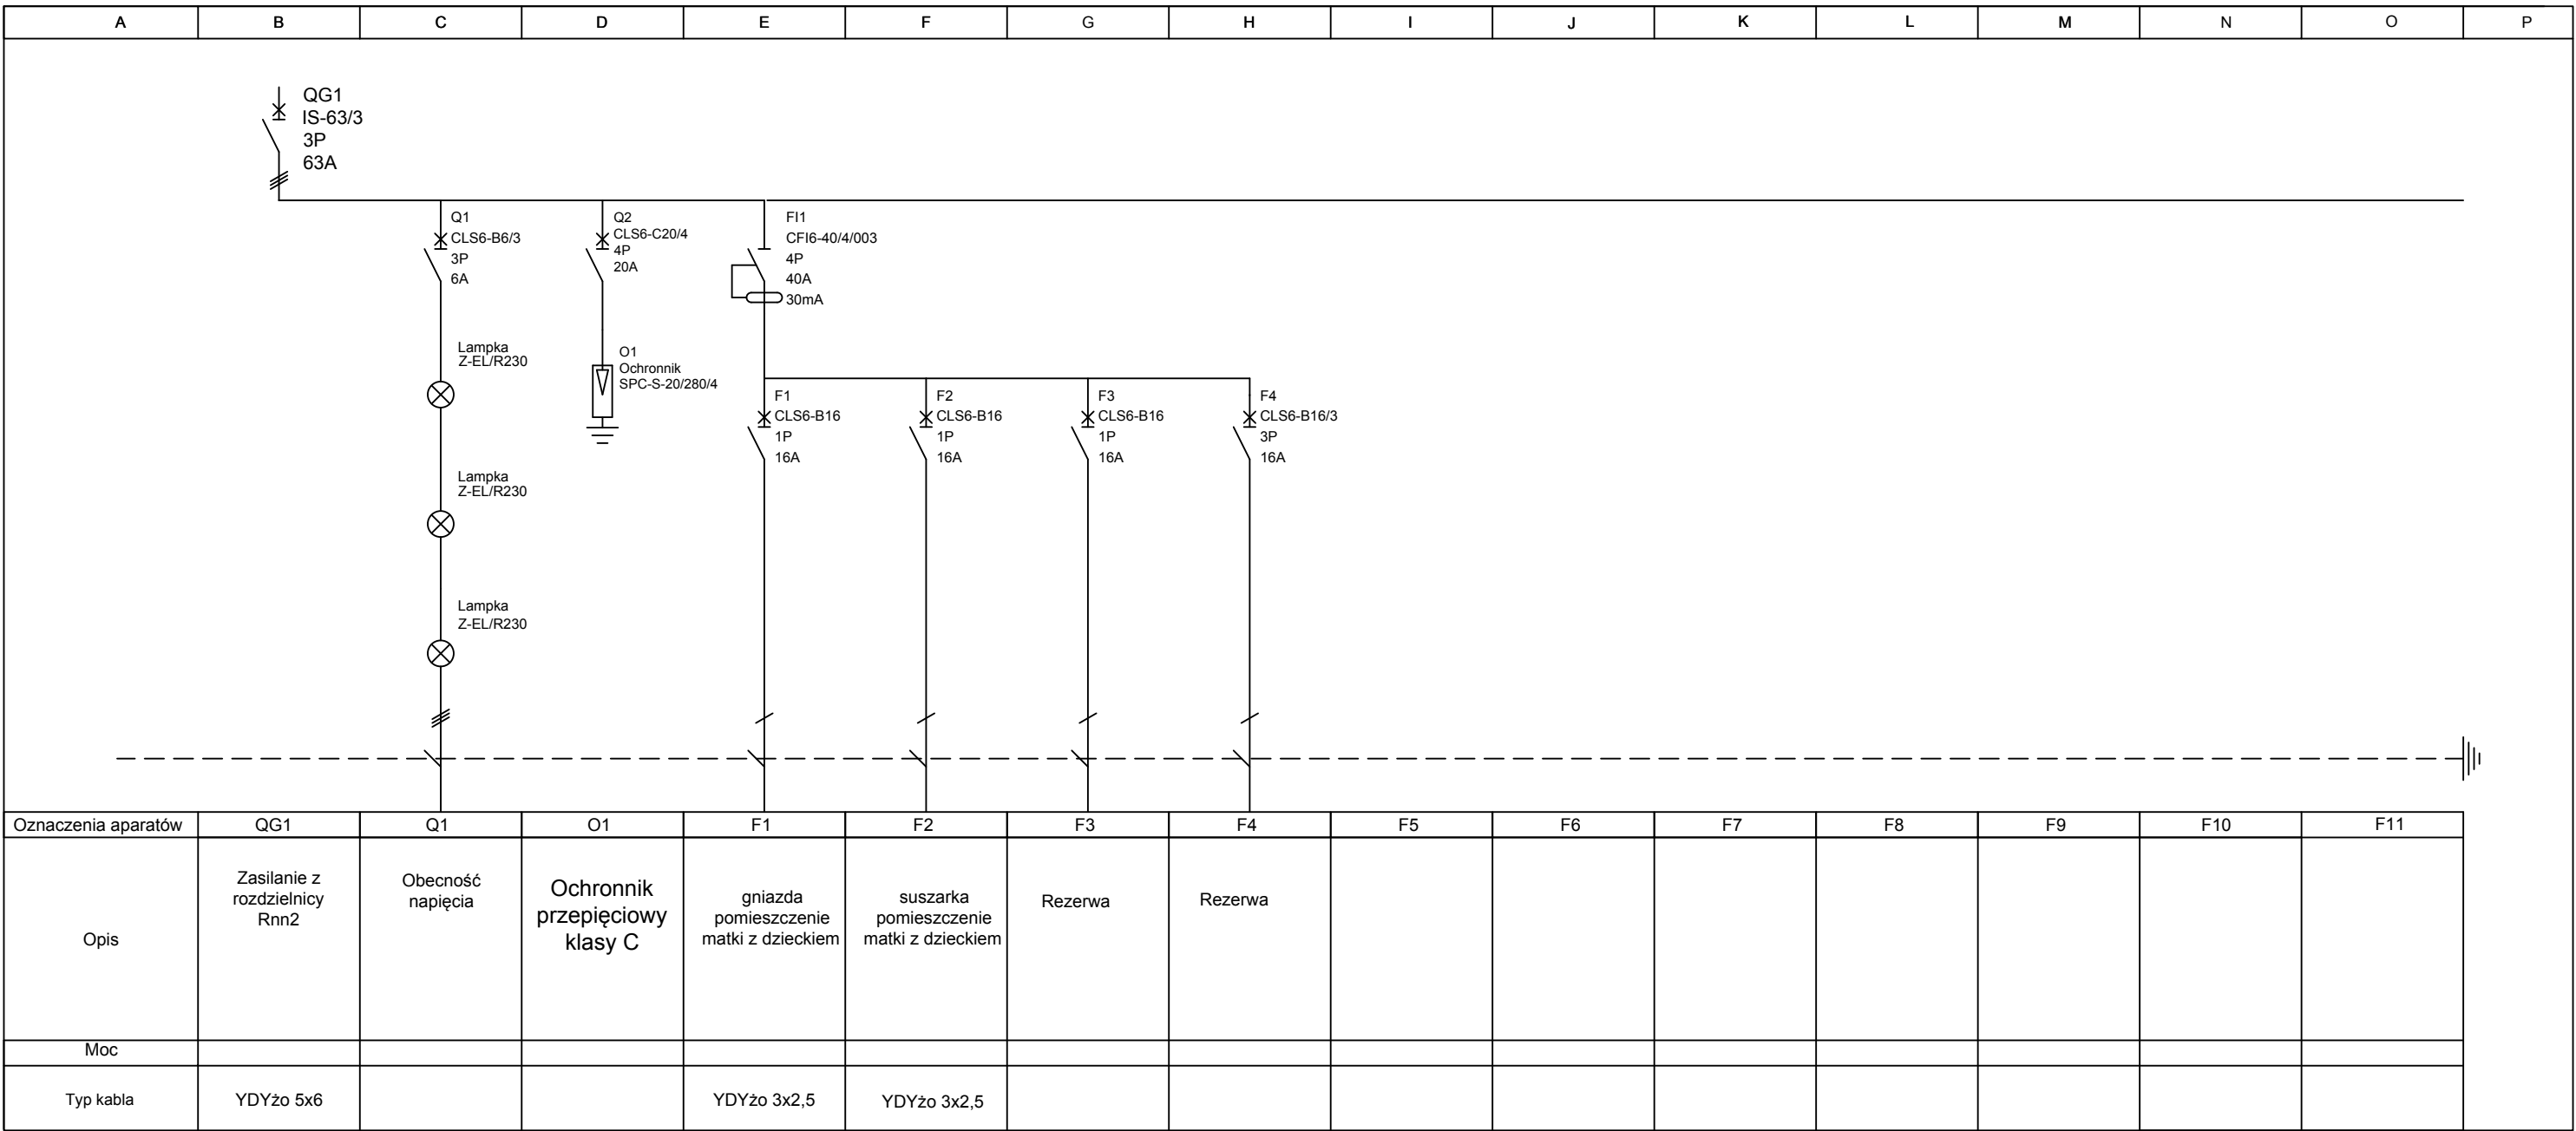 A B C D E F G H I J K L M N O P
QG1
IS-63/3
3P
63A
Q1
CLS6-B6/3
3P
6A
Lampka
Z-EL/R230
Lampka
Z-EL/R230
Lampka
Z-EL/R230
Q2
CLS6-C20/4
4P
20A
O1
Ochronnik
SPC-S-20/280/4
FI1
CFI6-40/4/003
4P
40A
30mA
F1
CLS6-B16
1P
16A
F2
CLS6-B16
1P
16A
F3
CLS6-B16
1P
16A
F4
CLS6-B16/3
3P
16A
Oznaczenia aparatów QG1 Q1 O1 F1 F2 F3 F4 F5 F6 F7 F8 F9 F10 F11
Opis
Zasilanie z
rozdzielnicy
Rnn2
Obecność
napięcia
Ochronnik
przepięciowy
klasy C
gniazda
pomieszczenie
matki z dzieckiem
suszarka
pomieszczenie
matki z dzieckiem
Rezerwa
Rezerwa
Moc
Typ kabla YDYżo 5x6 YDYżo 3x2,5 YDYżo 3x2,5